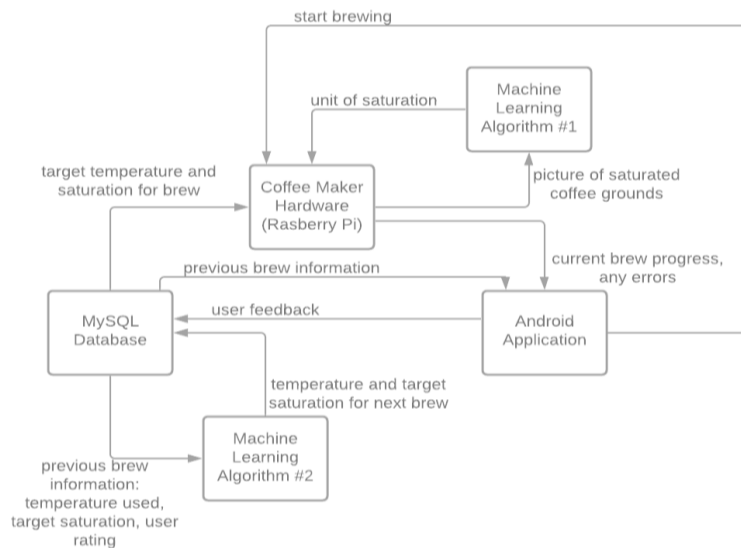 start brewing
Machine
Learning
Algorithm #1
unit of saturation
target temperature and
saturation for brew
Coffee Maker
Hardware
(Rasberry Pi)
picture of saturated
coffee grounds
current brew progress,
any errors
previous brew information
MySQL
Database
user feedback
Android
Application
temperature and target
saturation for next brew
Machine
Learning
Algorithm #2
previous brew
information:
temperature used,
target saturation, user
rating